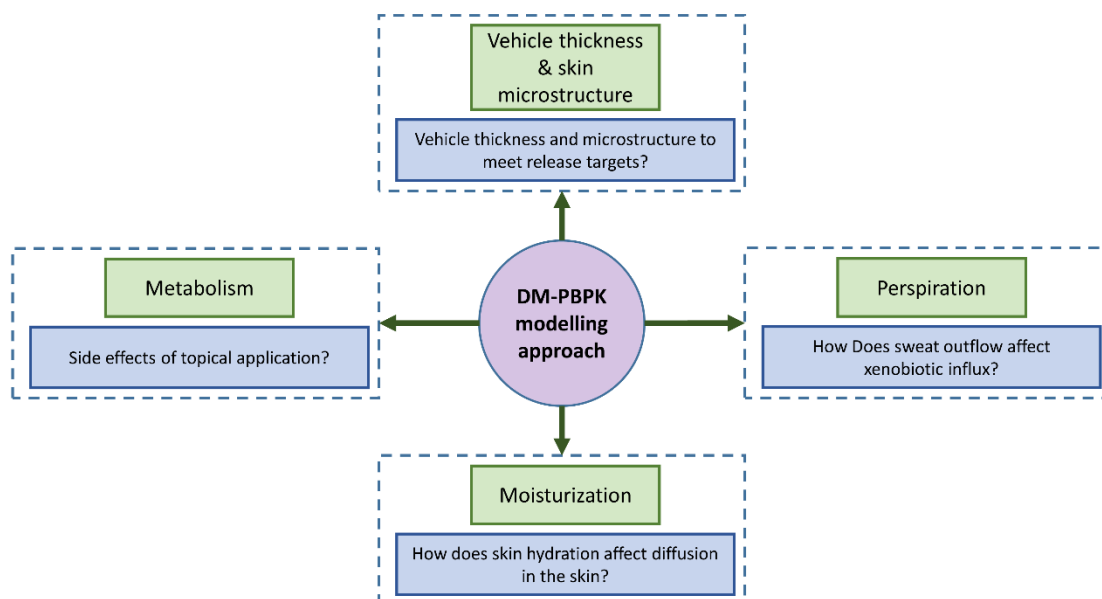 Vehicle thickness
& skin
microstructure
Vehicle thickness and microstructure to
meet release targets?
Metabolism
Side effects of topical application?
DM-PBPK
modelling
approach
Perspiration
How Does sweat outflow affect
xenobiotic influx?
Moisturization
How does skin hydration affect diffusion
in the skin?